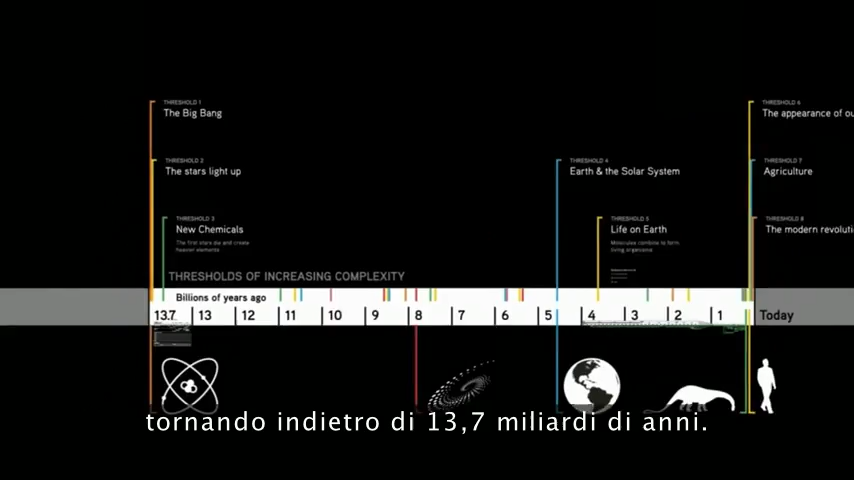 THRESHOLD 1
The Big Bang
THRESHOLD 2
The stars light up
THRESHOLD 3
New Chemicals
The first stars die and create
heavier elements
THRESHOLD 4
Earth & the Solar System
THRESHOLD 5
Life on Earth
Molecules combine to form
living organisms
THRESHOLD 6
The appearance of ou
THRESHOLD 7
Agriculture
THRESHOLD 8
The modern revoluti
THRESHOLDS OF INCREASING COMPLEXITY
Billions of years ago
13.7 13 12 11 10 9 8 7 6 5 4 3 2 1 Today
tornando indietro di 13,7 miliardi di anni.